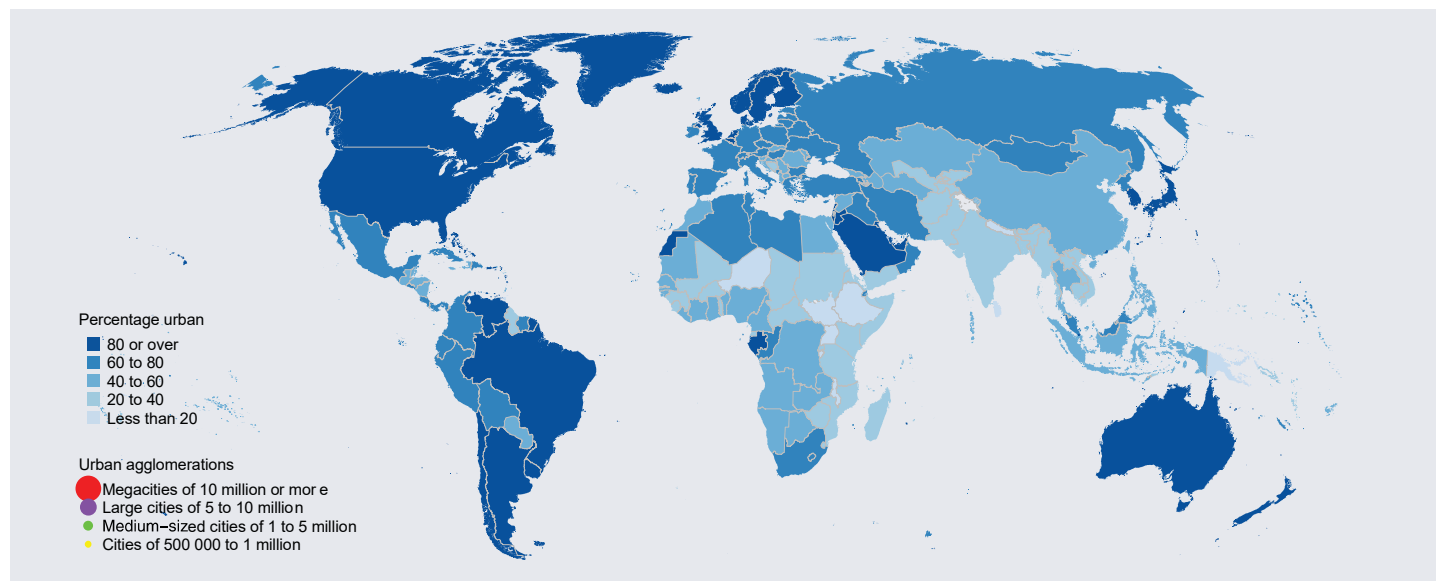 Percentage urban
80 or over
60 to 80
40 to 60
20 to 40
Less than 20
Urban agglomerations
Megacities of 10 million or mor e
Large cities of 5 to 10 million
Medium−sized cities of 1 to 5 million
Cities of 500 000 to 1 million